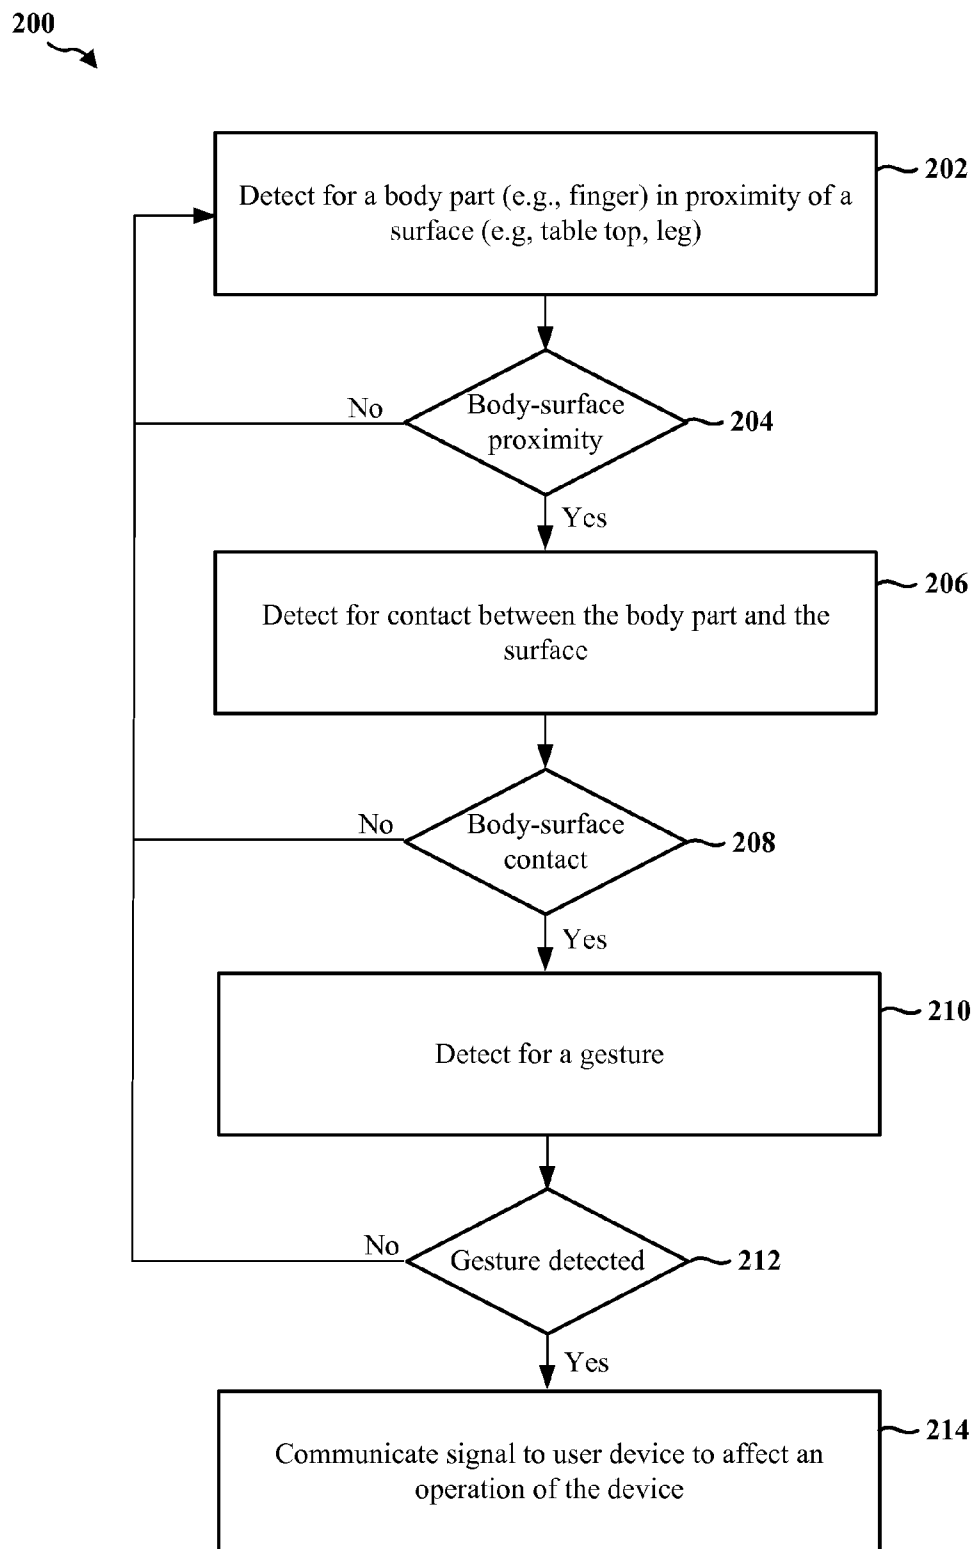 200
Detect for a body part (e.g., finger) in proximity of a
surface (e.g, table top, leg)
202
Body-surface
proximity
204
No
Yes
Detect for contact between the body part and the
surface
206
Body-surface
contact
208
No
Yes
Detect for a gesture
210
Gesture detected
212
No
Yes
Communicate signal to user device to affect an
operation of the device
214